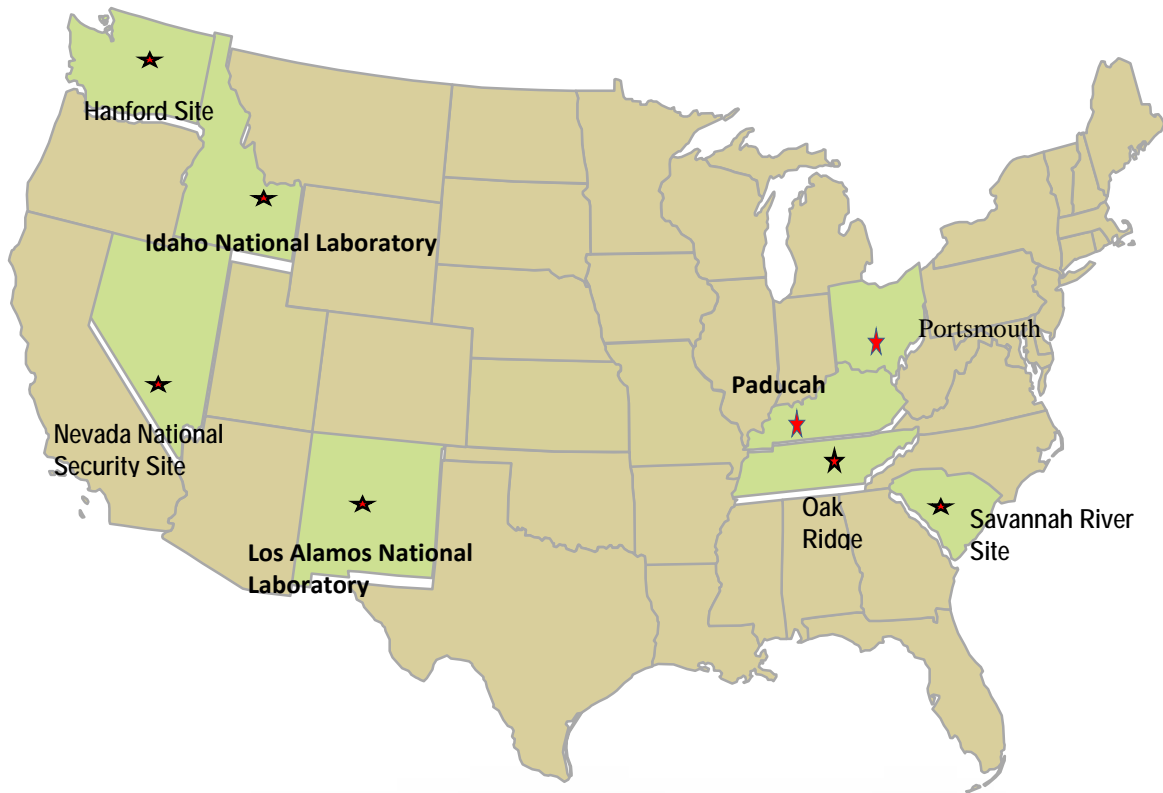 Hanford Site
Idaho National Laboratory
Portsmouth
Paducah
Nevada National
Security Site
Oak
Ridge
Savannah River
Site
Los Alamos National
Laboratory